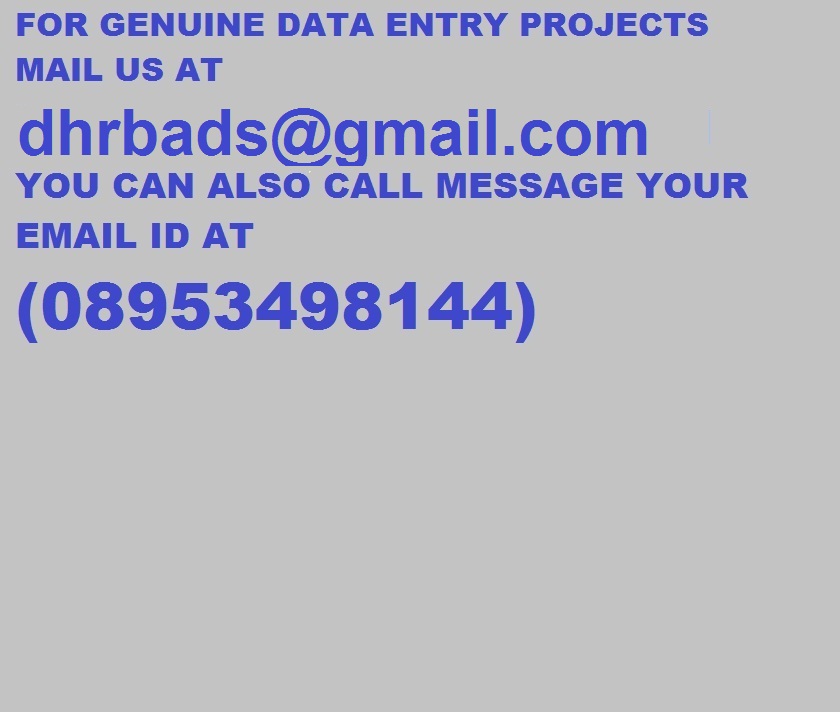 FOR GENUINE DATA ENTRY PROJECTS
MAIL US AT
dhrbads@gmail.com
YOU CAN ALSO CALL MESSAGE YOUR
EMAIL ID AT
(08953498144)